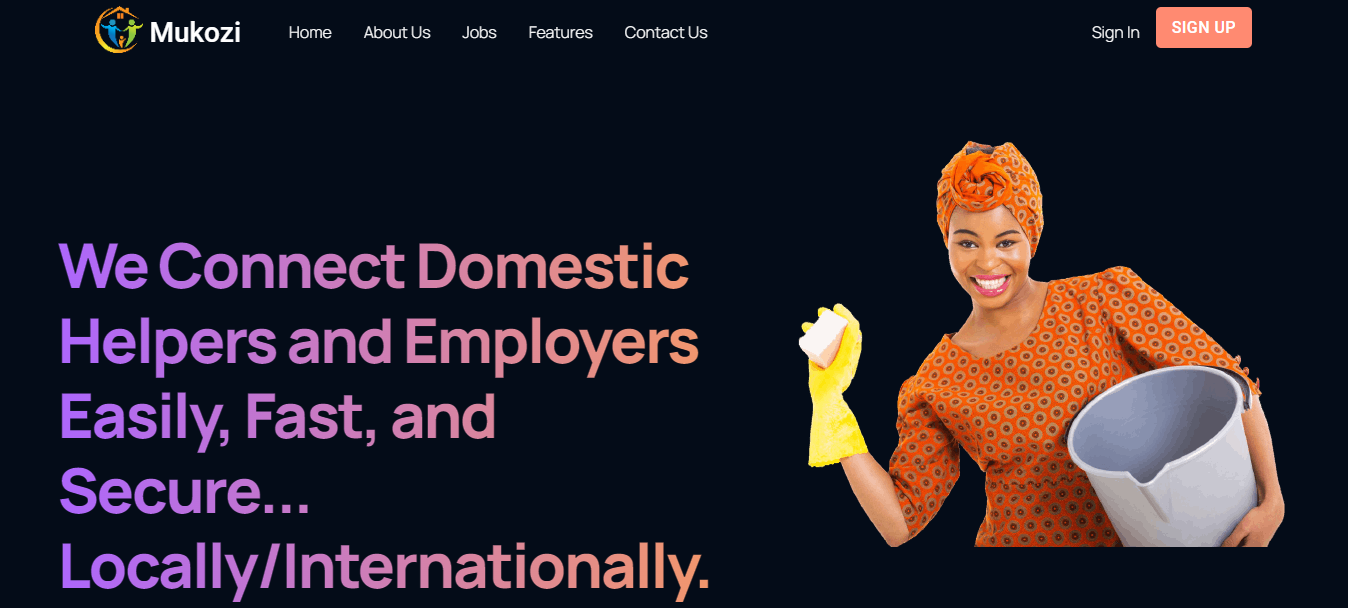 Mukozi
Home
About Us
Jobs
Features
Contact Us
Sign In
SIGN UP
We Connect Domestic
Helpers and Employers
Easily, Fast, and
Secure...
Locally/Internationally.